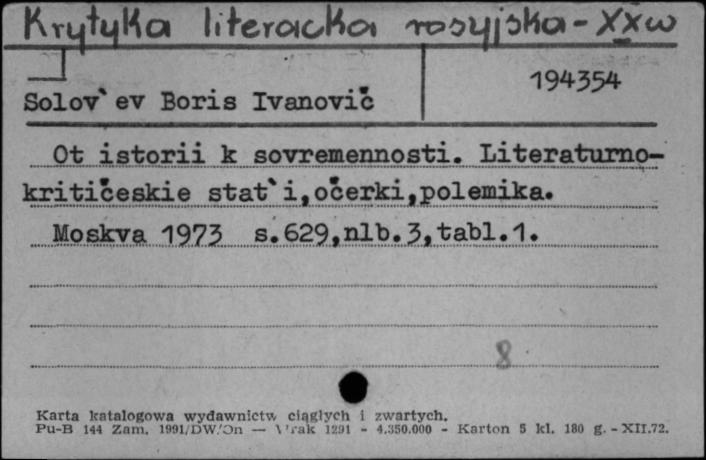 Krytyka literacka rosyjska - XXw
194354
Solov`ev Boris Ivanovič
Ot istorii k sovremennosti. Literaturno-
kritičeskie stat`i,očerki,polemika.
Moskva 1973 s.629,nlb.3,tabl.1.
8
Karta katalogowa wydawnictw ciągłych i zwartych.
Pu-B 144 Zam. 1991/DW/On — 1291 - 4.350.000 - Karton 5 kl. 180 g. - XII.72.